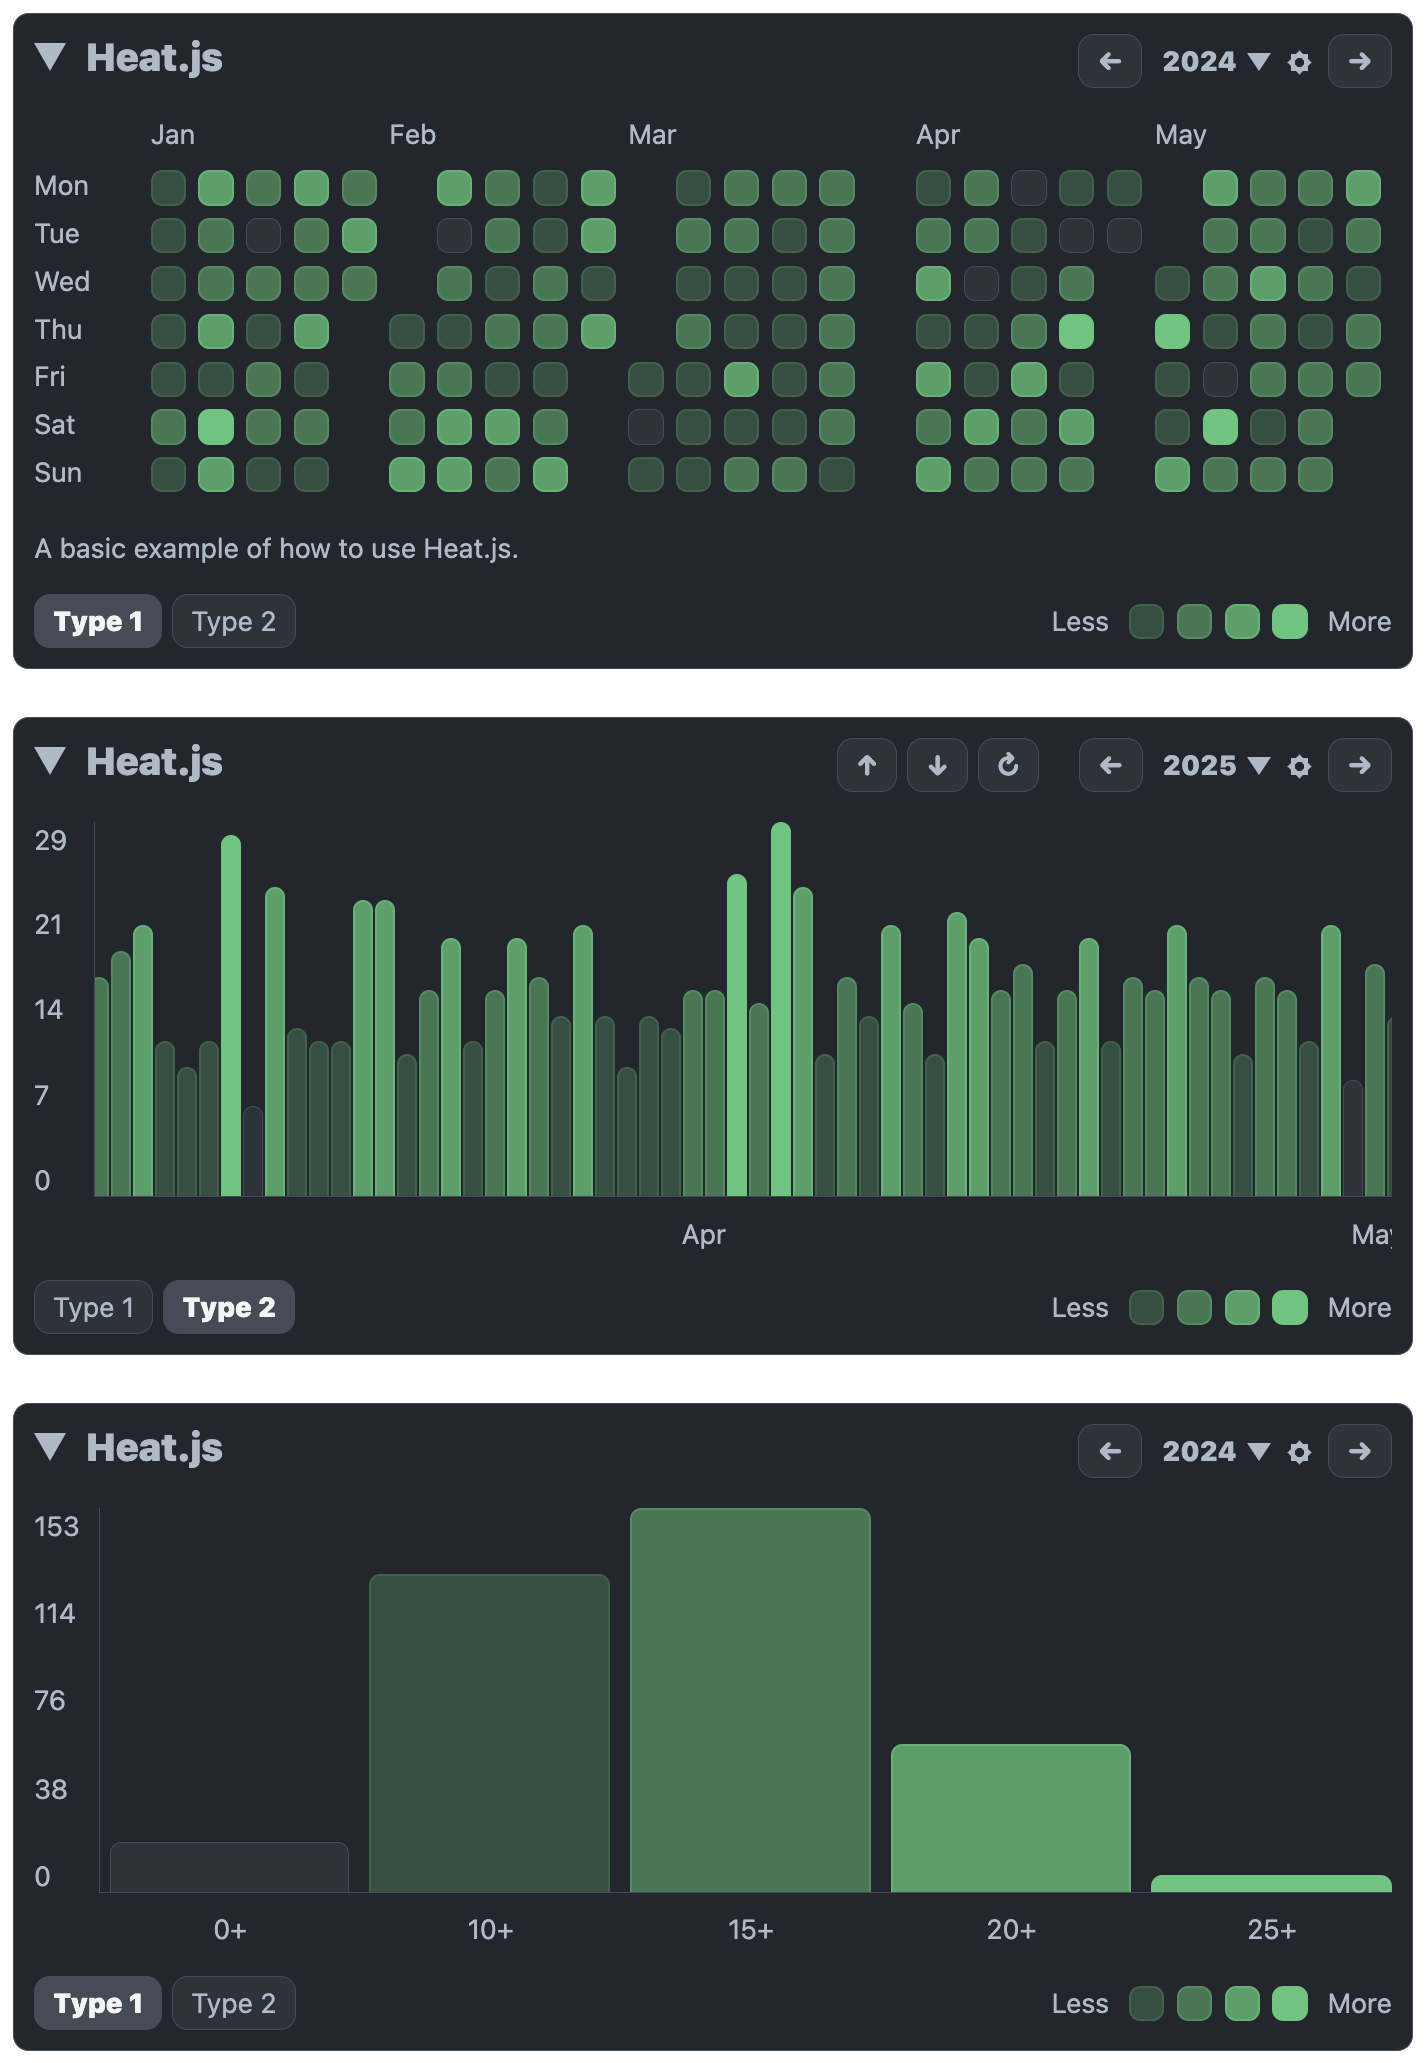 Heat.js
2024
Jan Feb Mar Apr May
Mon
Tue
Wed
Thu
Fri
Sat
Sun
A basic example of how to use Heat.js.
Type 1 Type 2 Less More
Heat.js
2025
29
21
14
7
0
Apr
Type 1 Type 2 Less More
Heat.js
2024
153
114
76
38
0
0+ 10+ 15+ 20+ 25+
Type 1 Type 2 Less More